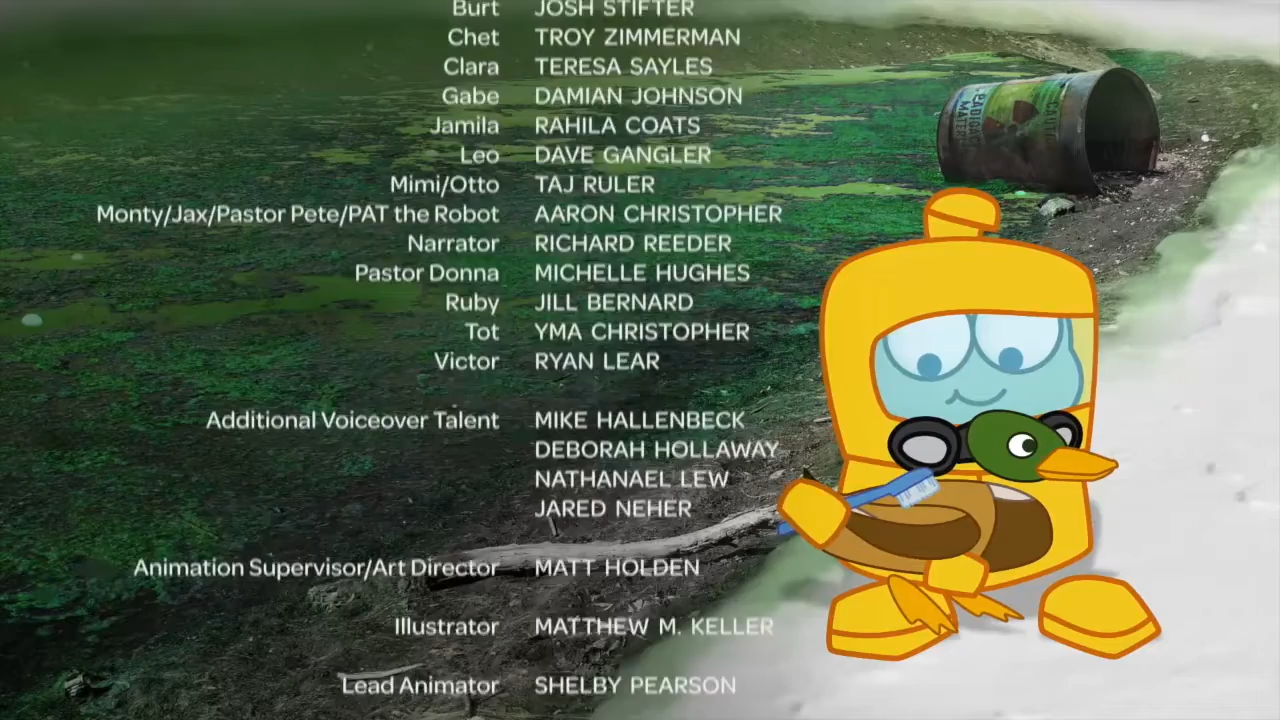 Burt JOSH STIFTER
Chet TROY ZIMMERMAN
Clara TERESA SAYLES
Gabe DAMIAN JOHNSON
Jamila RAHILA COATS
Leo DAVE GANGLER
Mimi/Otto TAJ RULER
Monty/Jax/Pastor Pete/PAT the Robot AARON CHRISTOPHER
Narrator RICHARD REEDER
Pastor Donna MICHELLE HUGHES
Ruby JILL BERNARD
Tot YMA CHRISTOPHER
Victor RYAN LEAR
Additional Voiceover Talent MIKE HALLENBECK
DEBORAH HOLLAWAY
NATHANAEL LEW
JARED NEHER
Animation Supervisor/Art Director MATT HOLDEN
Illustrator MATTHEW M. KELLER
Lead Animator SHELBY PEARSON